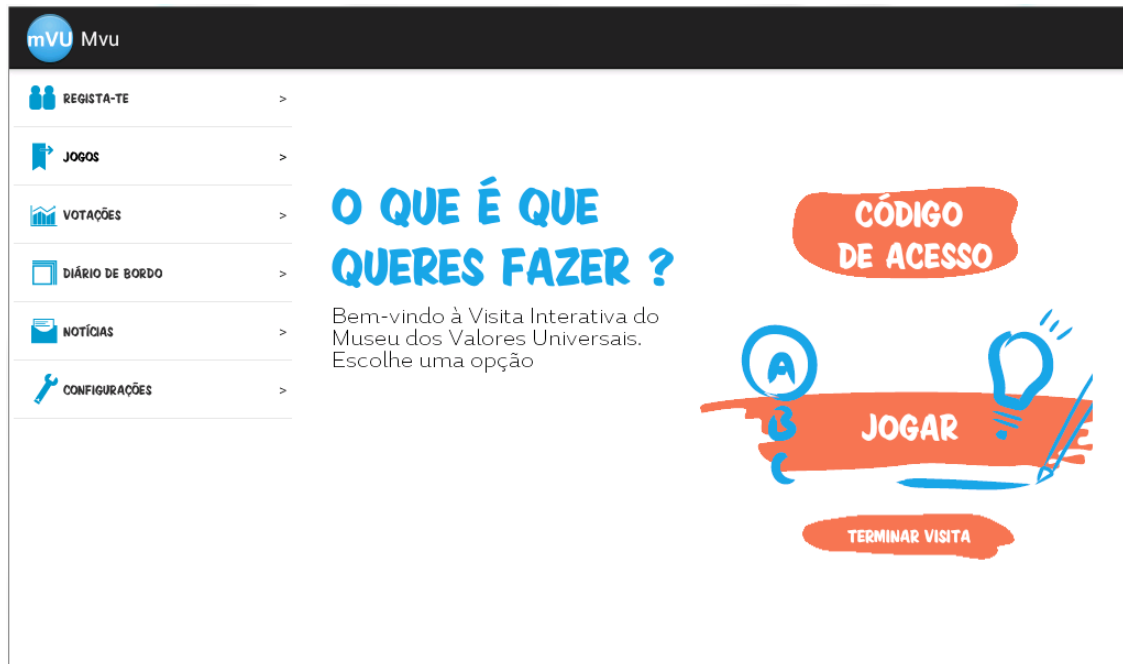 mVU Mvu
REGISTA-TE >
JOGOS >
VOTAÇÕES >
DIÁRIO DE BORDO >
NOTÍCIAS >
CONFIGURAÇÕES >
O QUE É QUE
QUERES FAZER ?
Bem-vindo à Visita Interativa do
Museu dos Valores Universais.
Escolhe uma opção
CÓDIGO
DE ACESSO
A
B
C
JOGAR
TERMINAR VISITA